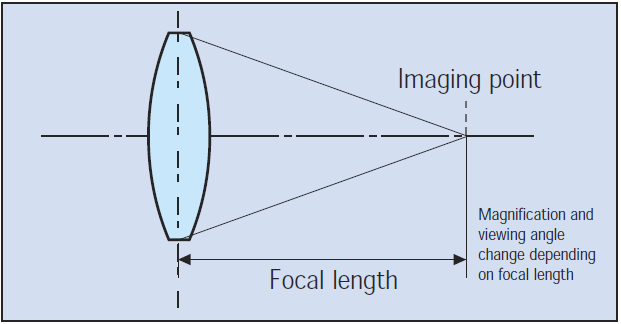 Imaging point
Magnification and
viewing angle
change depending
on focal length
Focal length